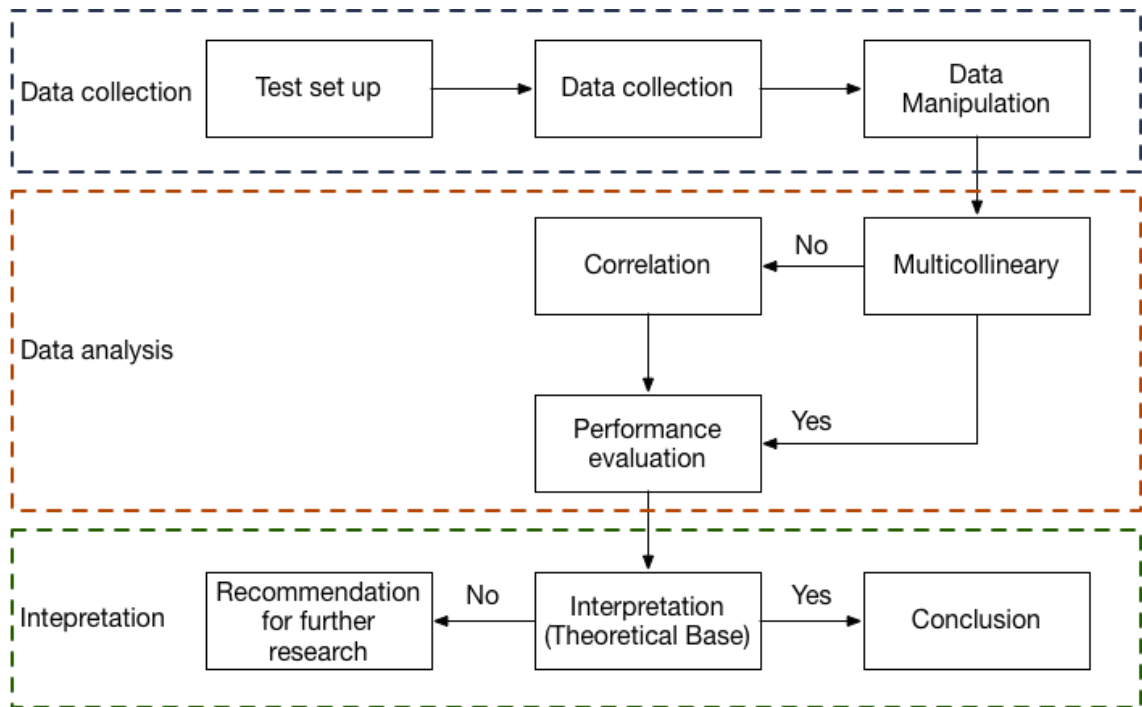 Data collection
Test set up
Data collection
Data
Manipulation
Correlation
No
Multicollineary
Data analysis
Performance
evaluation
Yes
Intepretation
Recommendation
for further
research
No
Interpretation
(Theoretical Base)
Yes
Conclusion